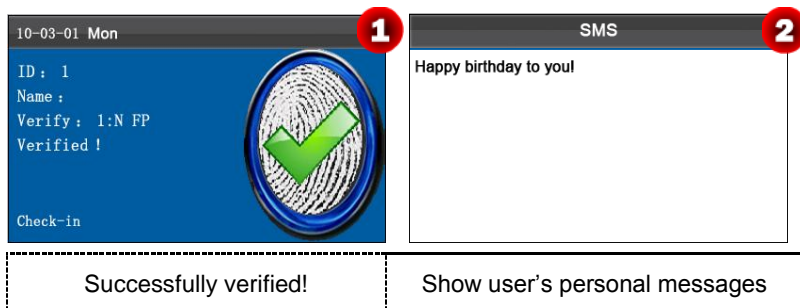 10-03-01 Mon
1
ID： 1
Name：
Verify： 1:N FP
Verified！
Check-in
SMS
2
Happy birthday to you!
Successfully verified!
Show user’s personal messages